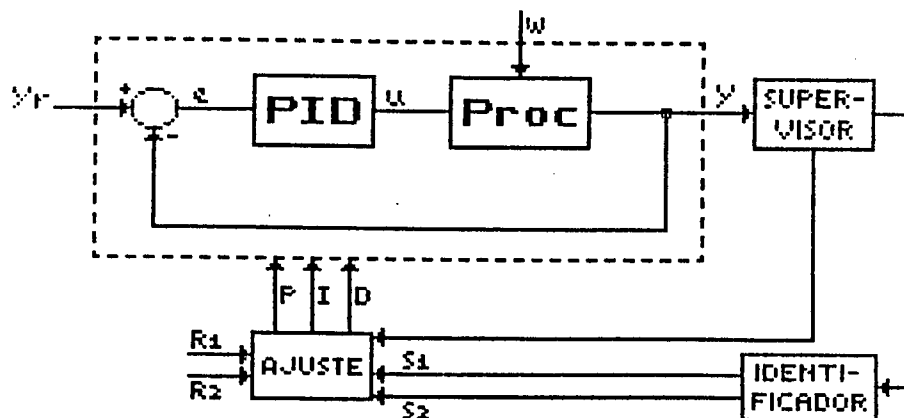 W
Yr
+
-
e
PID
u
Proc
y
SUPER-
VISOR
P
I
D
R1
R2
AJUSTE
S1
S2
IDENTI-
FICADOR